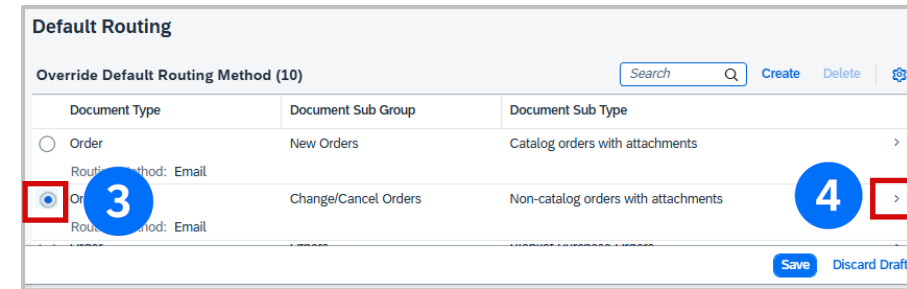 Default Routing
Override Default Routing Method (10) Search Create Delete
Document Type Document Sub Group Document Sub Type
Order New Orders Catalog orders with attachments
Email
3 Change/Cancel Orders Non-catalog orders with attachments 4
Email
Save Discard Draft